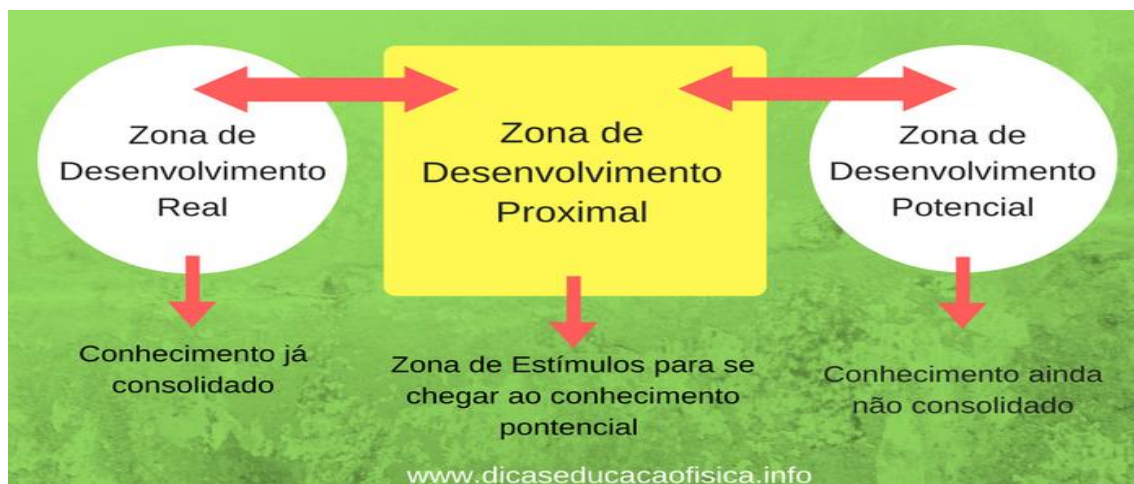 Zona de
Desenvolvimento
Real
Zona de
Desenvolvimento
Proximal
Zona de
Desenvolvimento
Potencial
Conhecimento já
consolidado
Zona de Estímulos para se
chegar ao conhecimento
pontencial
Conhecimento ainda
não consolidado
www.dicaseducacaofisica.info